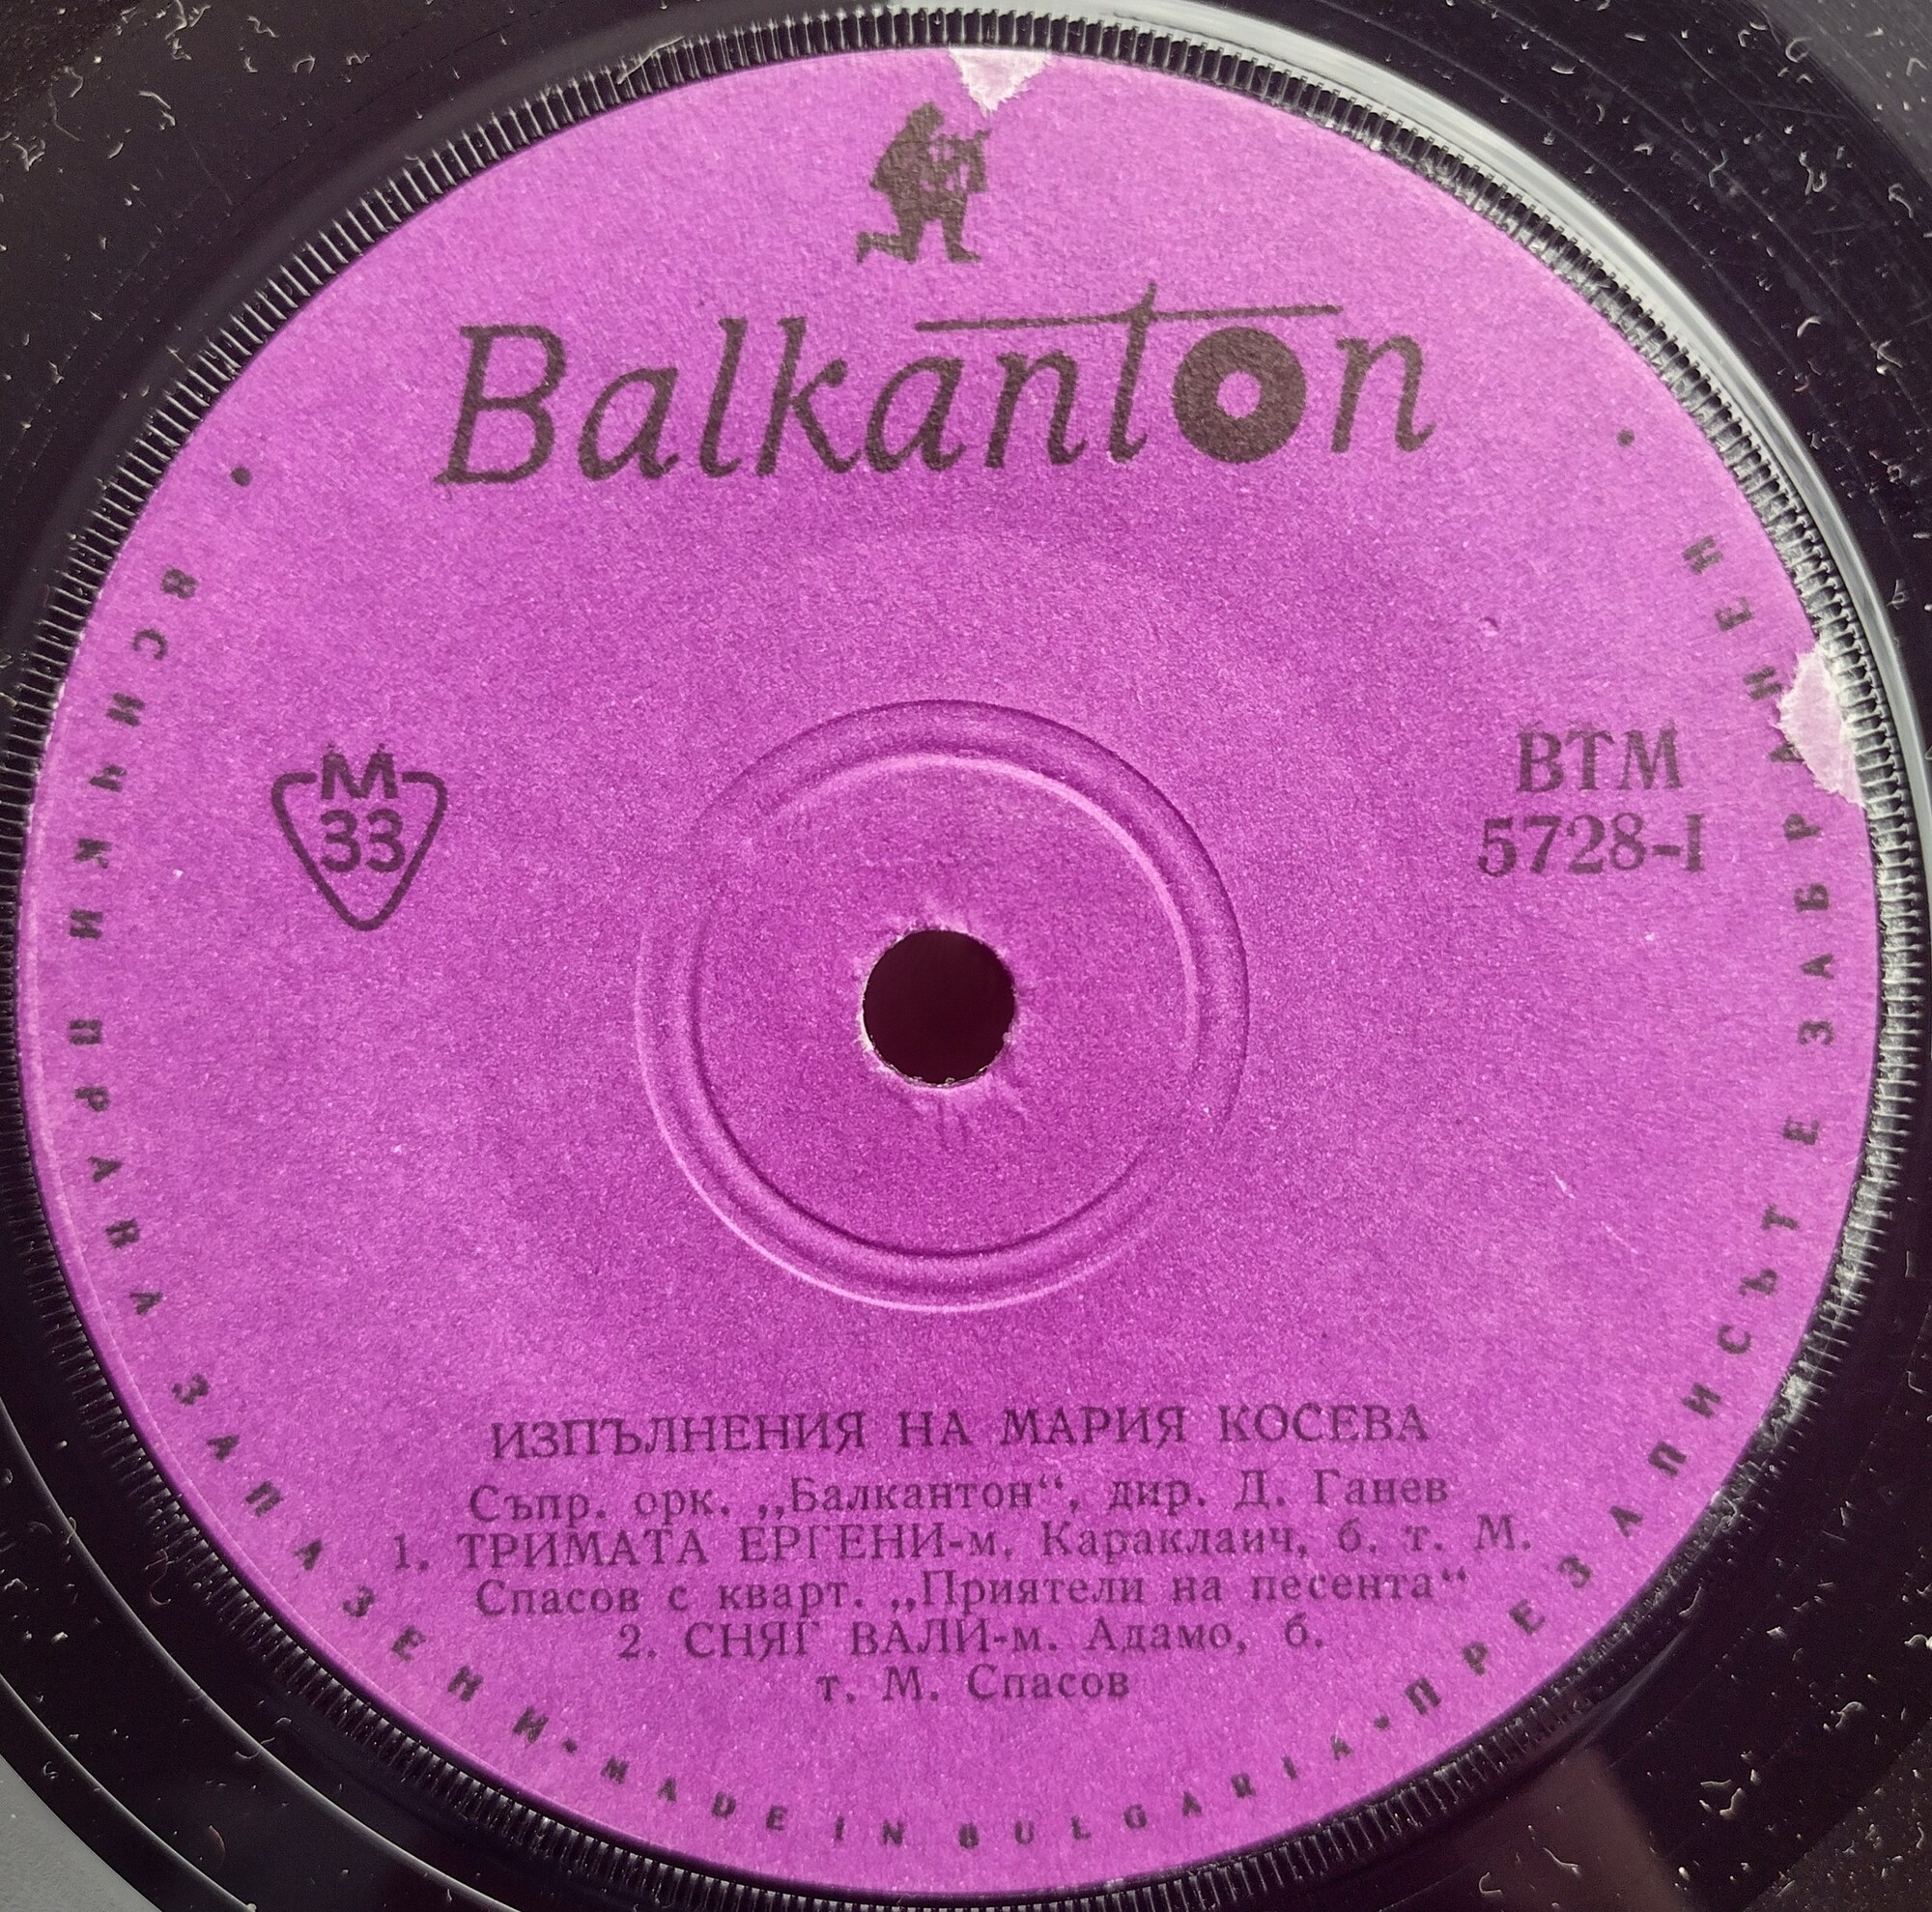 Balkanton
M
33
ВТМ
5728-I
ИЗПЪЛНЕНИЯ НА МАРИЯ КОСЕВА
Съпр. орк. „Балкантон“, дир. Д. Ганев
1. ТРИМАТА ЕРГЕНИ-м. Караклаич, б. т. М.
Спасов с кварт. „Приятели на песента“
2. СНЯГ ВАЛИ-м. Адамо, б.
т. М. Спасов
ВСИЧКИ ПРАВА ЗАПАЗЕНИ·MADE IN BULGARIA·ПРЕЗАПИСЪТ Е ЗАБРАНЕН